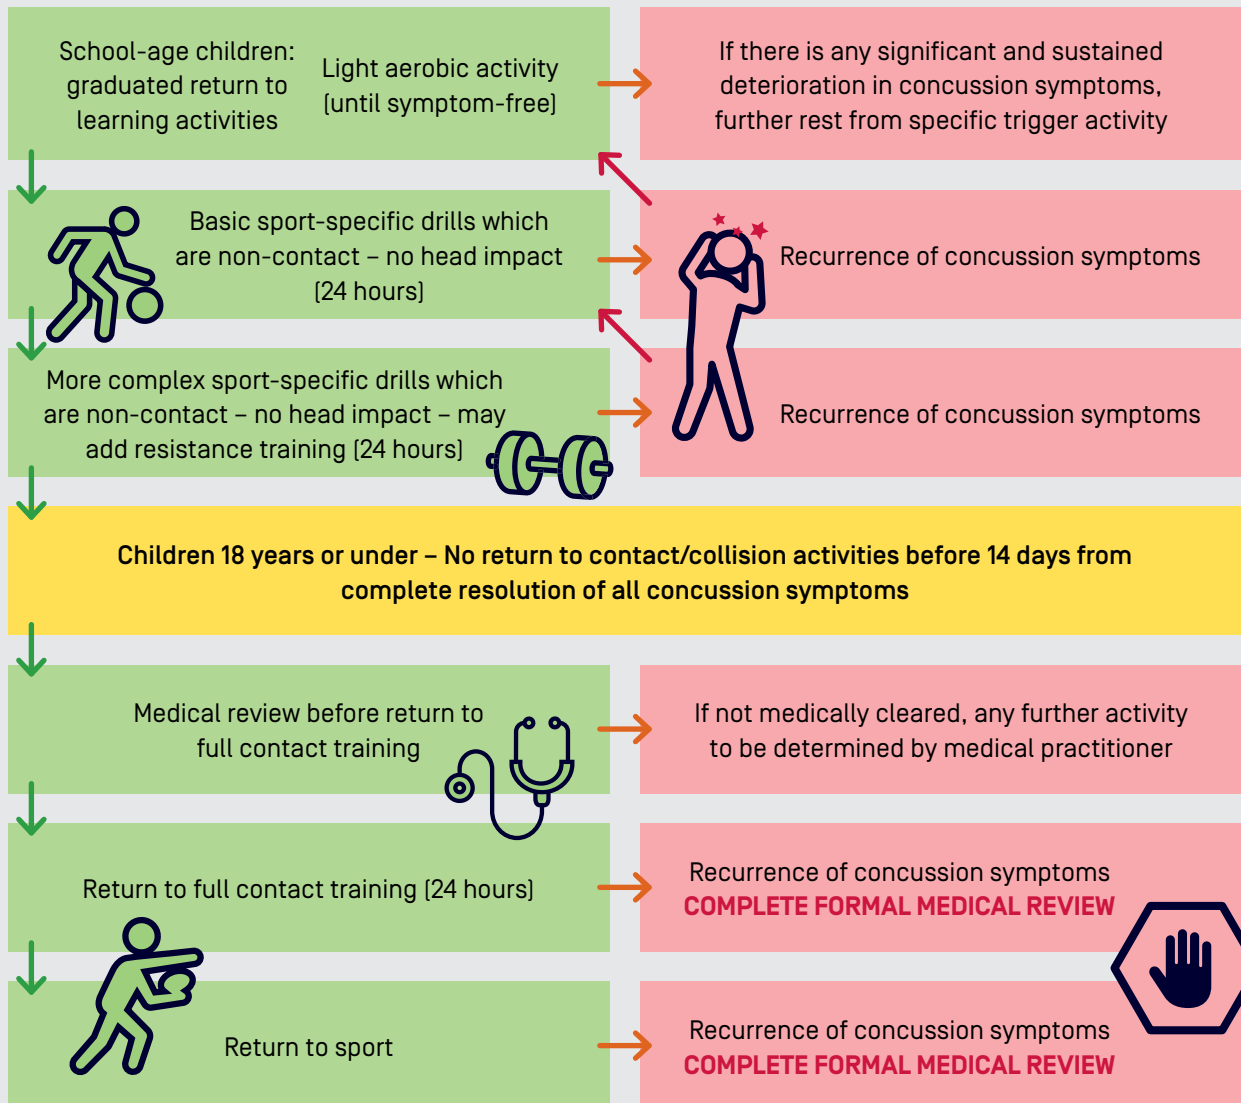 School-age children:
graduated return to
learning activities
Light aerobic activity
(until symptom-free)
If there is any significant and sustained
deterioration in concussion symptoms,
further rest from specific trigger activity
Basic sport-specific drills which
are non-contact – no head impact
(24 hours)
Recurrence of concussion symptoms
More complex sport-specific drills which
are non-contact – no head impact – may
add resistance training (24 hours)
Recurrence of concussion symptoms
Children 18 years or under – No return to contact/collision activities before 14 days from
complete resolution of all concussion symptoms
Medical review before return to
full contact training
If not medically cleared, any further activity
to be determined by medical practitioner
Return to full contact training (24 hours)
Recurrence of concussion symptoms
COMPLETE FORMAL MEDICAL REVIEW
Return to sport
Recurrence of concussion symptoms
COMPLETE FORMAL MEDICAL REVIEW